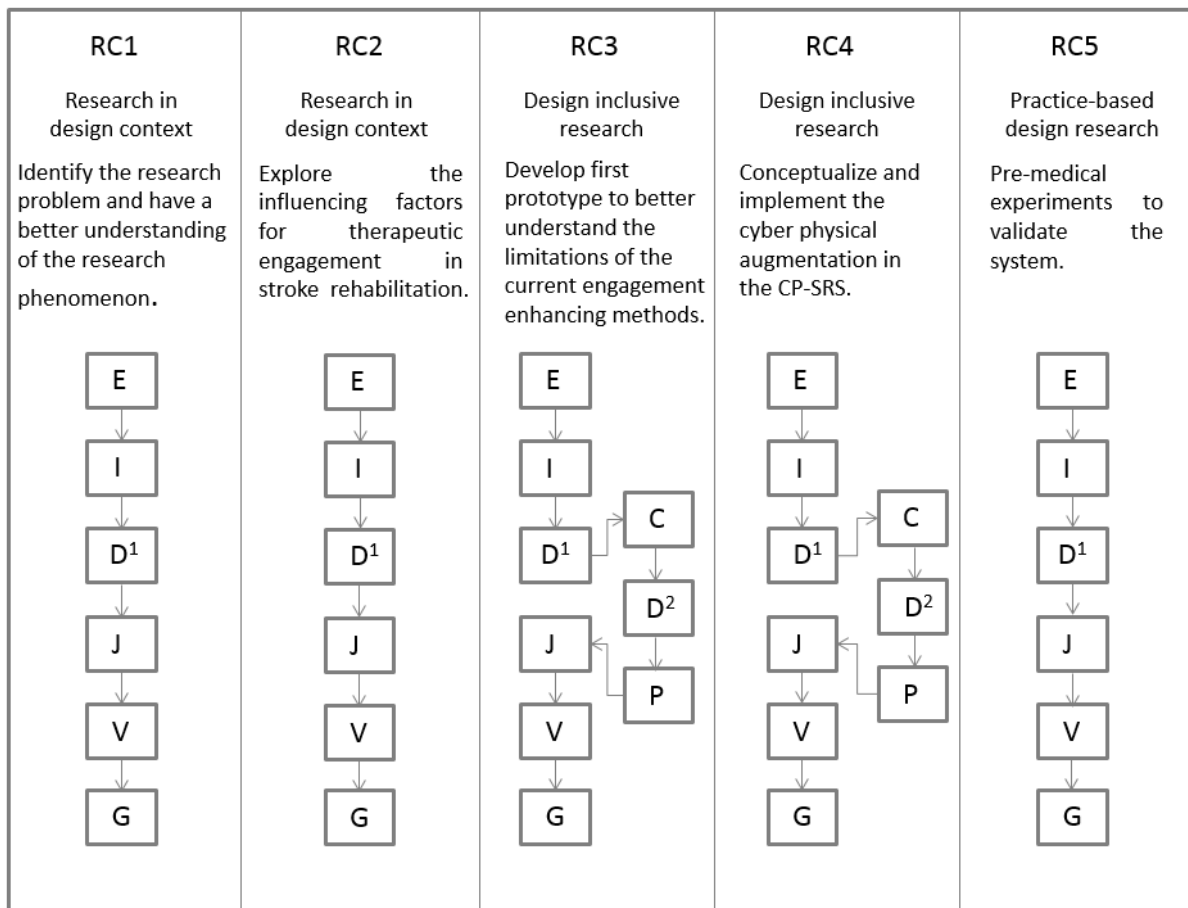 RC1
Research in
design context
Identify the research
problem and have a
better understanding
of the research
phenomenon.
E
I
D¹
J
V
G
RC2
Research in
design context
Explore the
influencing factors
for therapeutic
engagement in
stroke rehabilitation.
E
I
D¹
J
V
G
RC3
Design inclusive
research
Develop first
prototype to better
understand the
limitations of the
current engagement
enhancing methods.
E
I
D¹
C
D²
P
J
V
G
RC4
Design inclusive
research
Conceptualize and
implement the
cyber physical
augmentation in
the CP-SRS.
E
I
D¹
C
D²
P
J
V
G
RC5
Practice-based
design research
Pre-medical
experiments to
validate the
system.
E
I
D¹
J
V
G